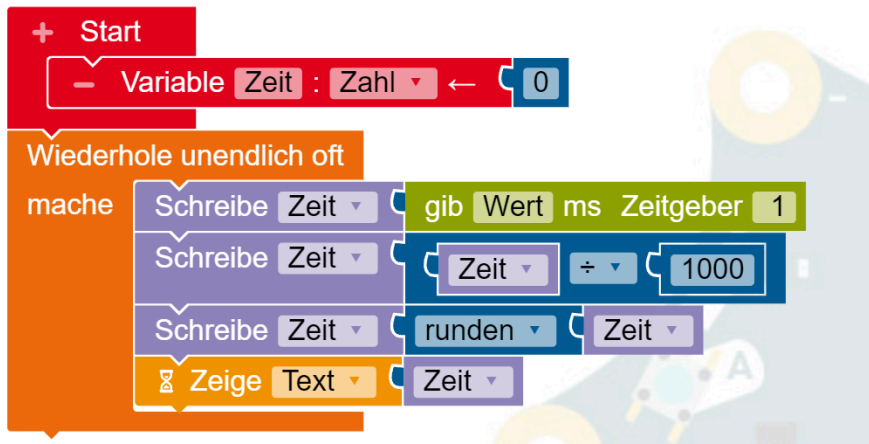 + Start
− Variable Zeit : Zahl ← 0
Wiederhole unendlich oft
mache Schreibe Zeit gib Wert ms Zeitgeber 1
Schreibe Zeit Zeit ÷ 1000
Schreibe Zeit runden Zeit
Zeige Text Zeit
A